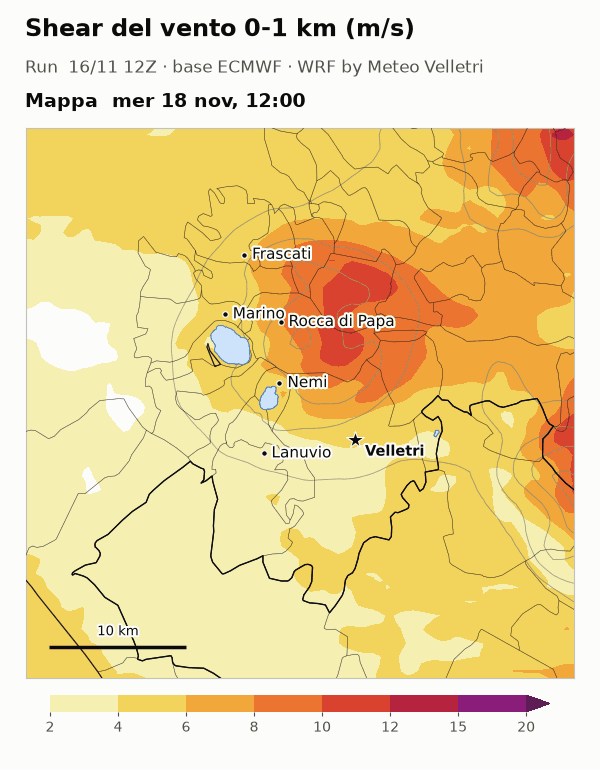 Shear del vento 0-1 km (m/s)
Run  16/11 12Z · base ECMWF · WRF by Meteo Velletri
Mappa  mer 18 nov, 12:00
Frascati
Marino
Rocca di Papa
Nemi
Velletri
Lanuvio
10 km
2 4 6 8 10 12 15 20